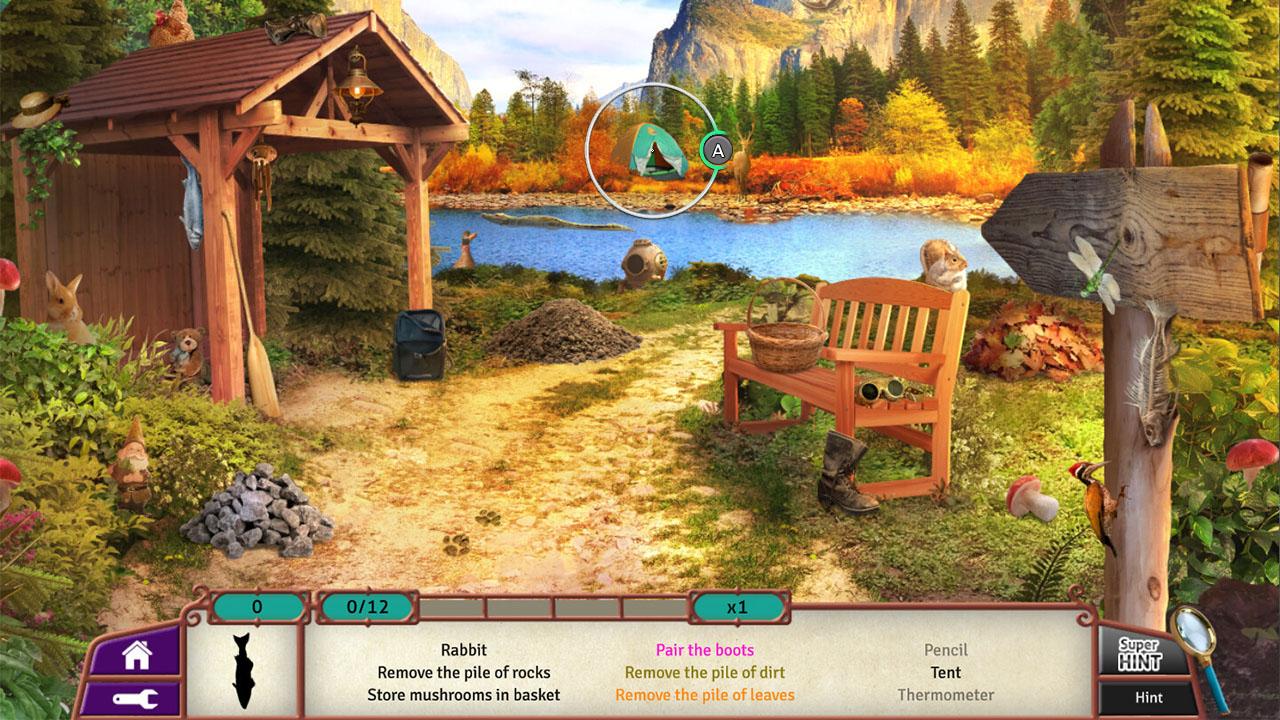 A
0
0/12
x1
Rabbit
Pair the boots
Pencil
Remove the pile of rocks
Remove the pile of dirt
Tent
Store mushrooms in basket
Remove the pile of leaves
Thermometer
Super
HINT
Hint